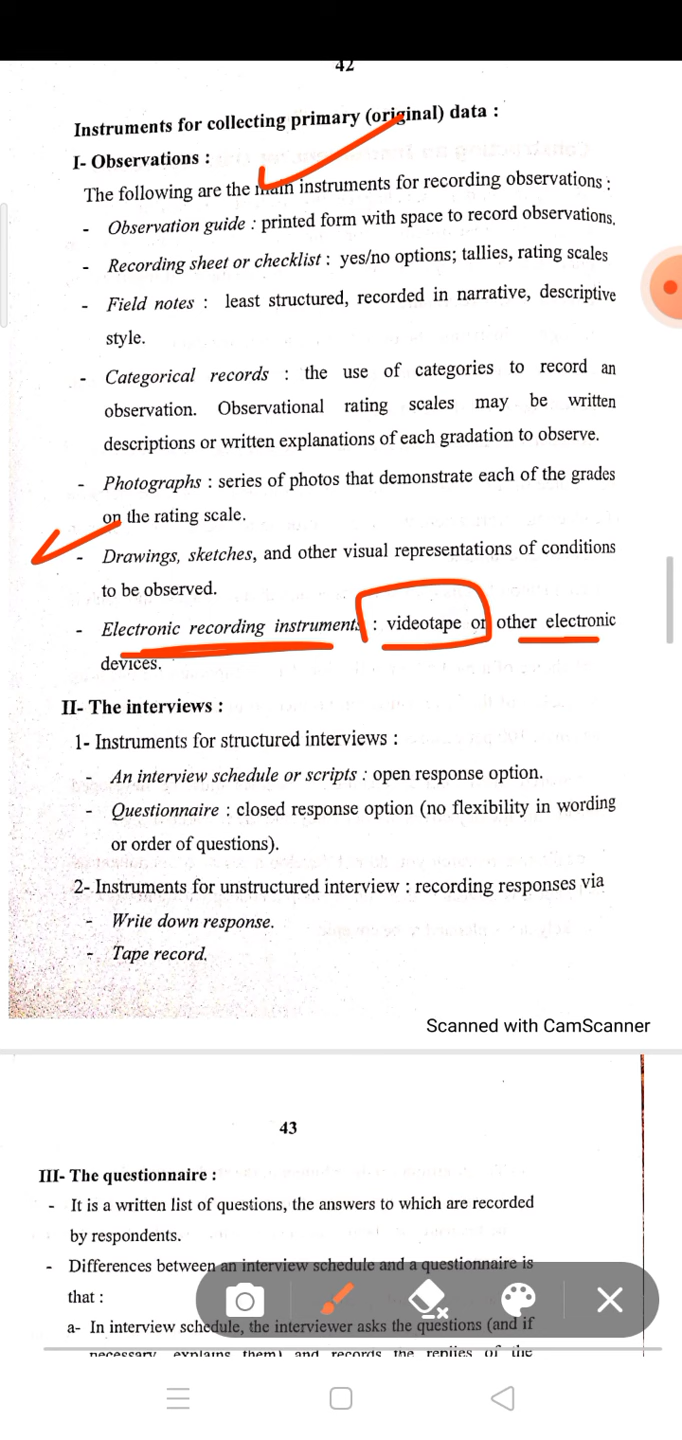 42
Instruments for collecting primary (original) data :
I- Observations :
The following are the main instruments for recording observations :
- Observation guide : printed form with space to record observations.
- Recording sheet or checklist : yes/no options; tallies, rating scales
- Field notes : least structured, recorded in narrative, descriptive
style.
- Categorical records : the use of categories to record an
observation. Observational rating scales may be written
descriptions or written explanations of each gradation to observe.
- Photographs : series of photos that demonstrate each of the grades
on the rating scale.
- Drawings, sketches, and other visual representations of conditions
to be observed.
- Electronic recording instruments : videotape or other electronic
devices.
II- The interviews :
1- Instruments for structured interviews :
- An interview schedule or scripts : open response option.
- Questionnaire : closed response option (no flexibility in wording
or order of questions).
2- Instruments for unstructured interview : recording responses via
- Write down response.
- Tape record.
Scanned with CamScanner
43
III- The questionnaire :
- It is a written list of questions, the answers to which are recorded
by respondents.
- Differences between an interview schedule and a questionnaire is
that :
a- In interview schedule, the interviewer asks the questions (and if
necessary explains them) and records the replies of the